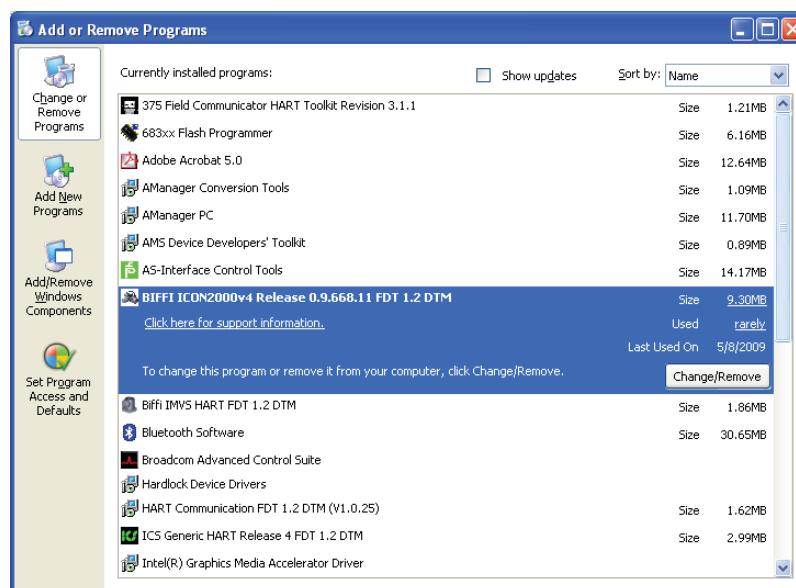 Add or Remove Programs
Change or
Remove
Programs
Add New
Programs
Add/Remove
Windows
Components
Set Program
Access and
Defaults
Currently installed programs:
Show updates
Sort by: Name
375 Field Communicator HART Toolkit Revision 3.1.1 Size 1.21MB
683xx Flash Programmer Size 6.16MB
Adobe Acrobat 5.0 Size 12.64MB
AManager Conversion Tools Size 1.09MB
AManager PC Size 11.70MB
AMS Device Developers' Toolkit Size 0.89MB
AS-Interface Control Tools Size 14.17MB
BIFFI ICON2000v4 Release 0.9.668.11 FDT 1.2 DTM Size 9.30MB
Click here for support information. Used rarely
Last Used On 5/8/2009
To change this program or remove it from your computer, click Change/Remove. Change/Remove
Biffi IMVS HART FDT 1.2 DTM Size 1.86MB
Bluetooth Software Size 30.65MB
Broadcom Advanced Control Suite
Hardlock Device Drivers
HART Communication FDT 1.2 DTM (V1.0.25) Size 1.62MB
ICS Generic HART Release 4 FDT 1.2 DTM Size 2.99MB
Intel(R) Graphics Media Accelerator Driver